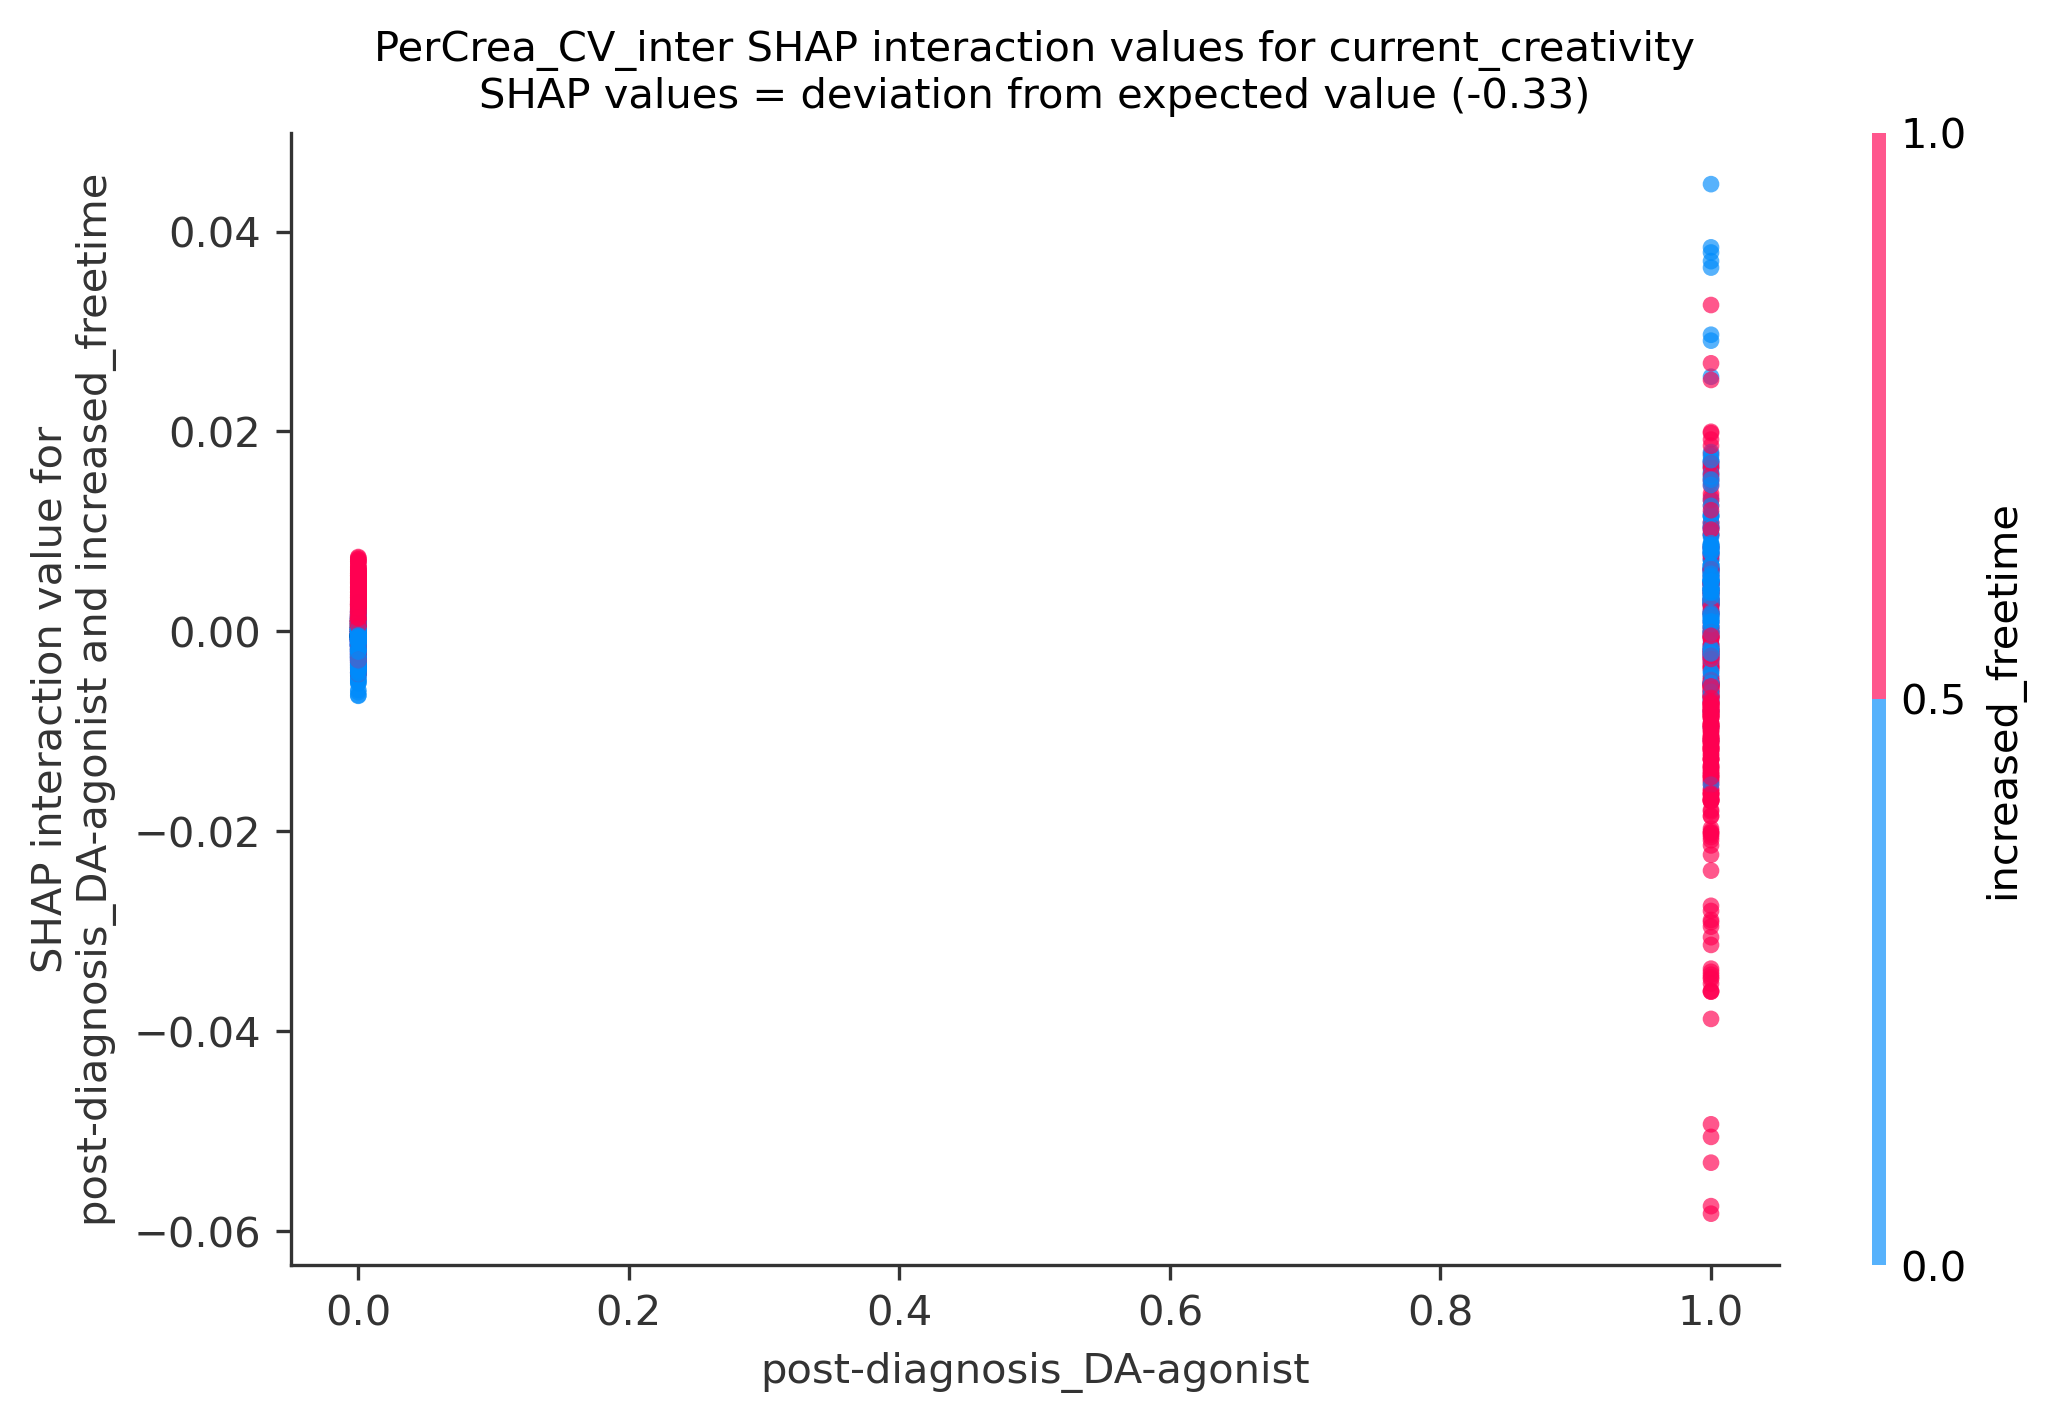 PerCrea_CV_inter SHAP interaction values for current_creativity
SHAP values = deviation from expected value (-0.33)
SHAP interaction value for
post-diagnosis_DA-agonist and increased_freetime
0.04
0.02
0.00
−0.02
−0.04
−0.06
0.0
0.2
0.4
0.6
0.8
1.0
post-diagnosis_DA-agonist
1.0
0.5
0.0
increased_freetime